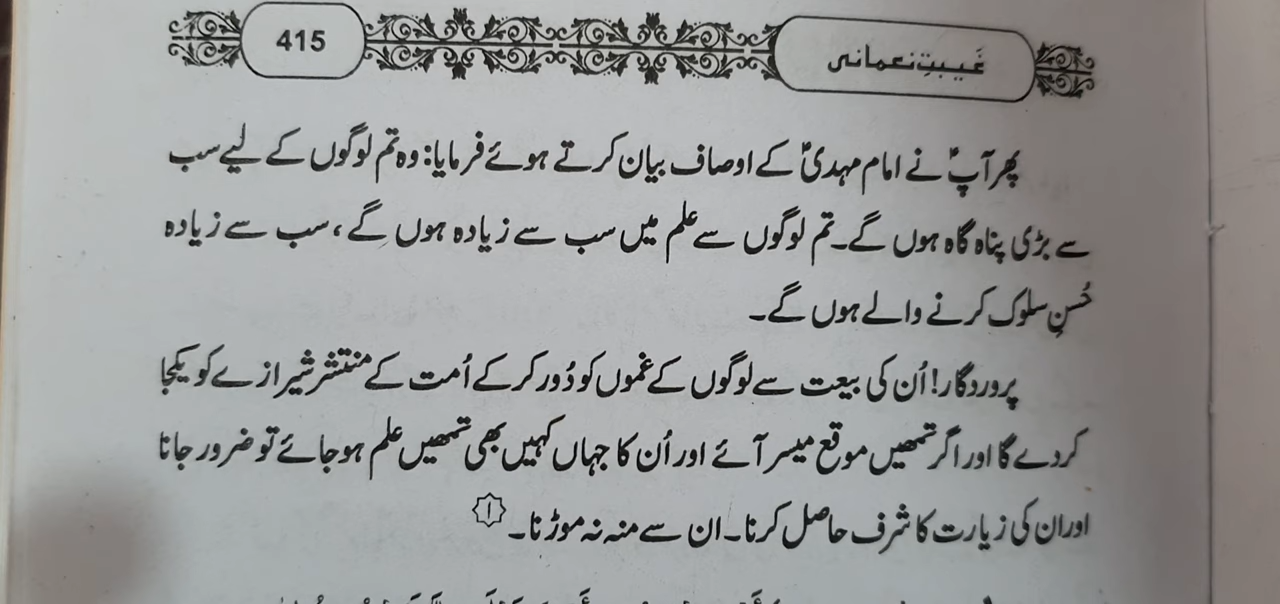 415
غَیبتِ نعمانی
پھر آپؑ نے امام مہدیؑ کے اوصاف بیان کرتے ہوئے فرمایا: وہ تم لوگوں کے لیے سب
سے بڑی پناہ گاہ ہوں گے۔ تم لوگوں سے علم میں سب سے زیادہ ہوں گے، سب سے زیادہ
حُسنِ سلوک کرنے والے ہوں گے۔
پروردگار! اُن کی بیعت سے لوگوں کے غموں کو دُور کر کے اُمت کے منتشر شیرازے کو یکجا
کر دے گا اور اگر تمھیں موقع میسر آئے اور اُن کا جہاں کہیں بھی تمھیں علم ہوجائے تو ضرور جانا
اور ان کی زیارت کا شرف حاصل کرنا۔ ان سے منہ نہ موڑنا۔ ①